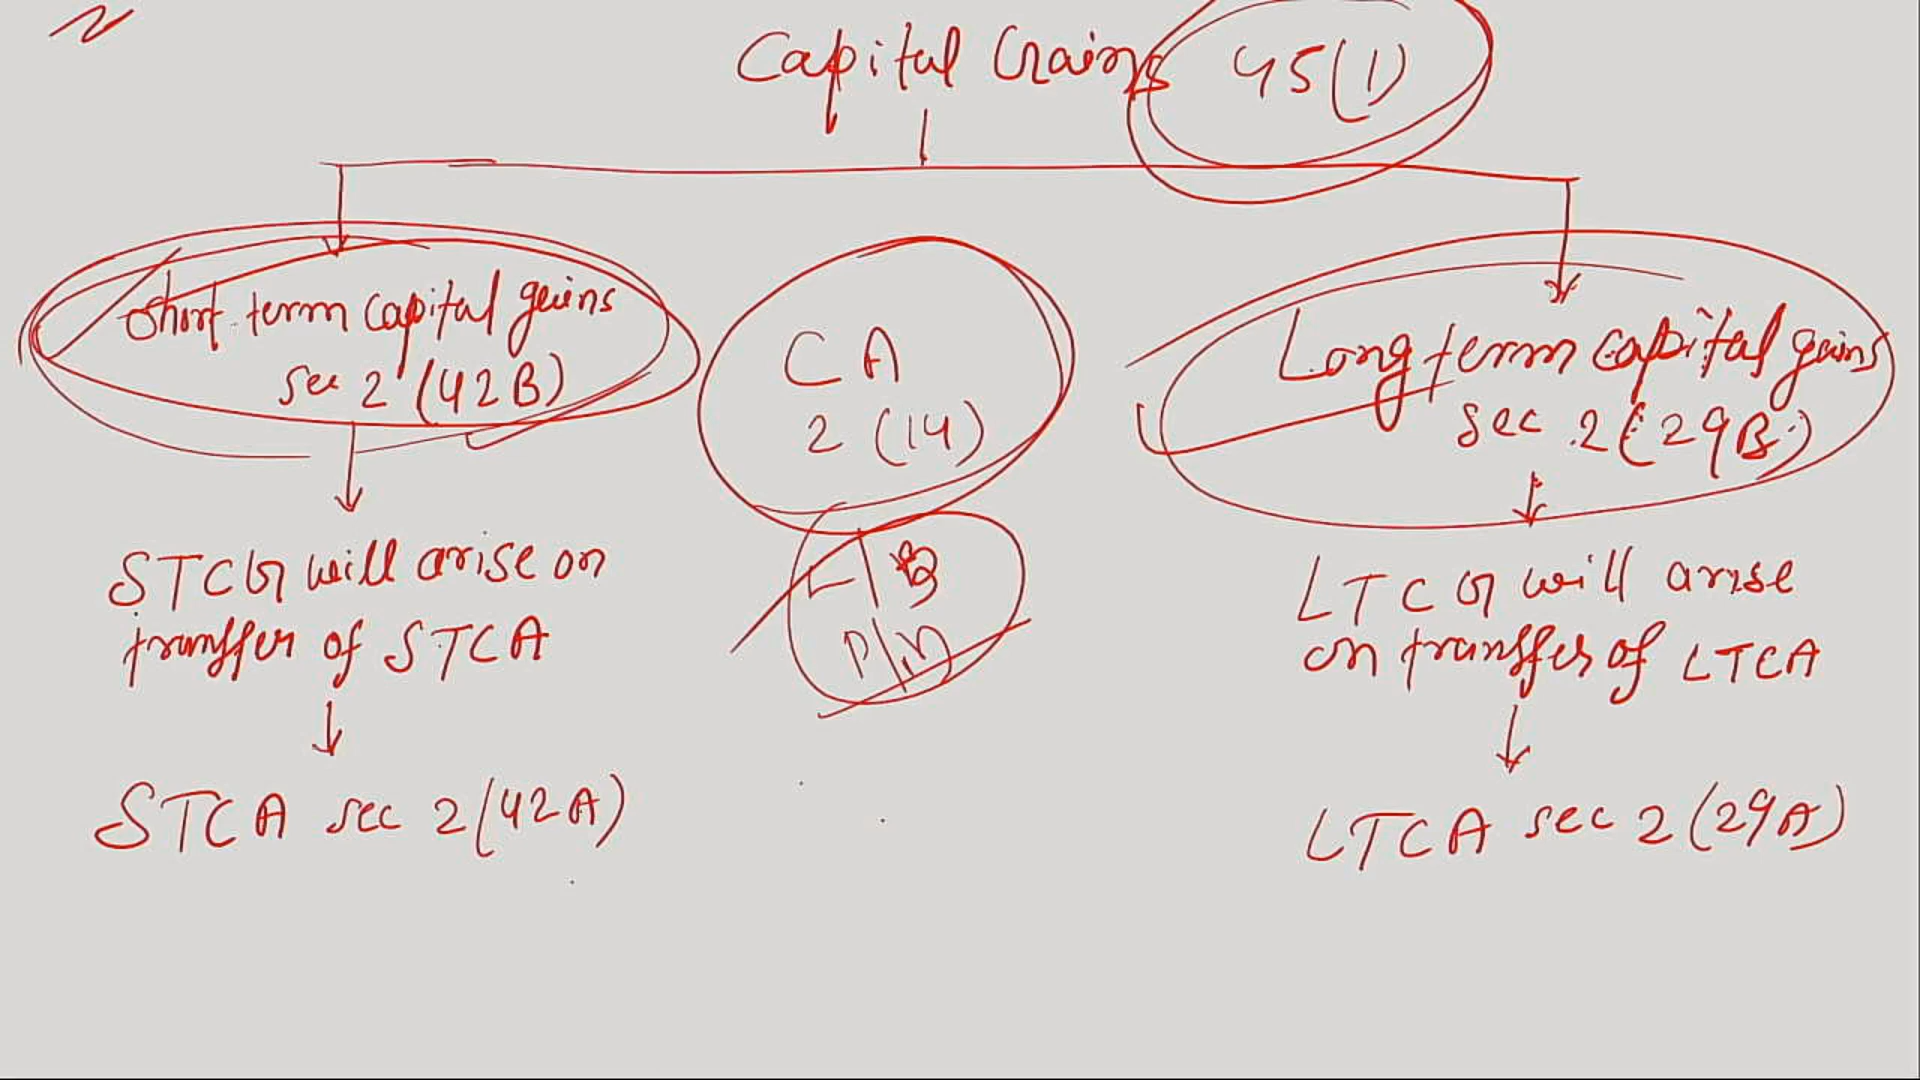 Capital Gains 45(1)
Short term capital gains
sec 2 (42B)
CA
2 (14)
L/B
P/M
Long term capital gains
sec 2 (29B)
STCG will arise on
transfer of STCA
LTCG will arise
on transfer of LTCA
STCA sec 2(42A)
LTCA sec 2(29A)